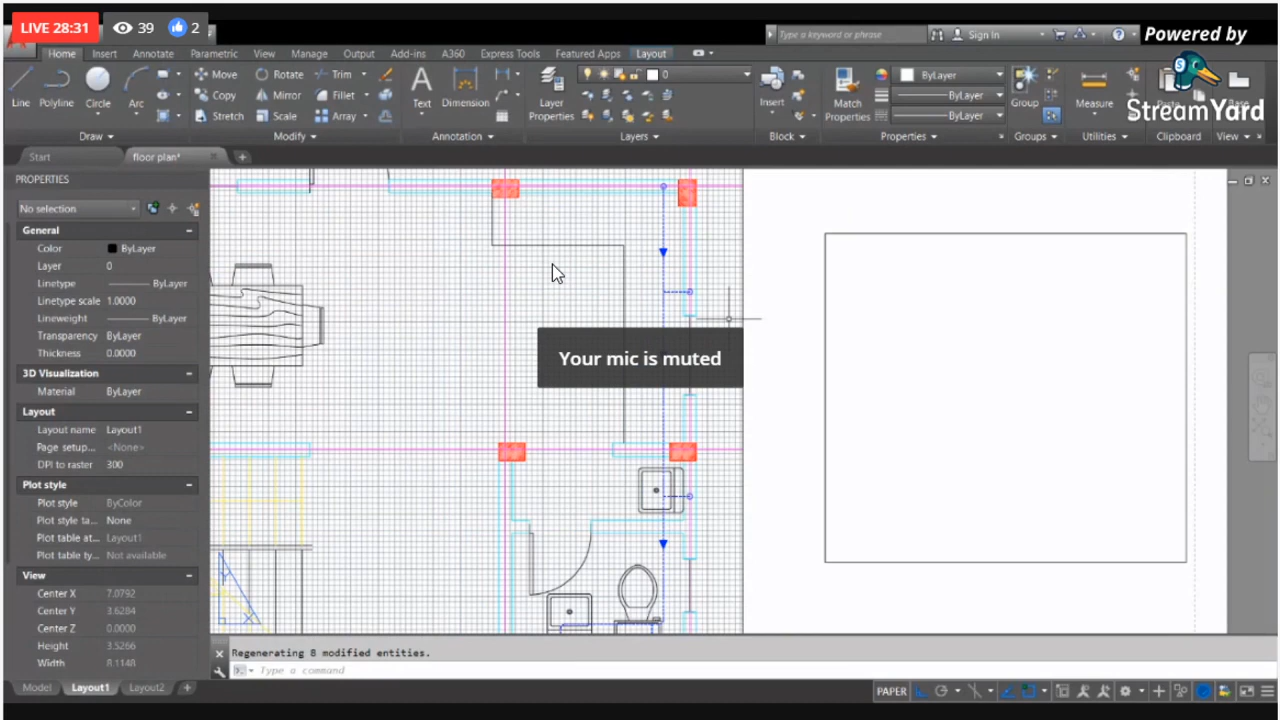 LIVE 28:31 39 2
Type a keyword or phrase Sign In
Powered by
StreamYard
Home Insert Annotate Parametric View Manage Output Add-ins A360 Express Tools Featured Apps Layout
Move Rotate Trim 0 ByLayer
Line Polyline Circle Arc Copy Mirror Fillet Text Dimension Layer Properties Insert Match Properties ByLayer Group Measure
Stretch Scale Array ByLayer
Draw Modify Annotation Layers Block Properties Groups Utilities Clipboard View
Start floor plan*
PROPERTIES
No selection
General
Color ByLayer
Layer 0
Linetype ByLayer
Linetype scale 1.0000
Lineweight ByLayer
Transparency ByLayer
Thickness 0.0000
3D Visualization
Material ByLayer
Layout
Layout name Layout1
Page setup... <None>
DPI to raster 300
Plot style
Plot style ByColor
Plot style ta... None
Plot table at... Layout1
Plot table ty... Not available
View
Center X 7.0792
Center Y 3.6284
Center Z 0.0000
Height 3.5266
Width 8.1148
Your mic is muted
Regenerating 8 modified entities.
Type a command
Model Layout1 Layout2 + PAPER